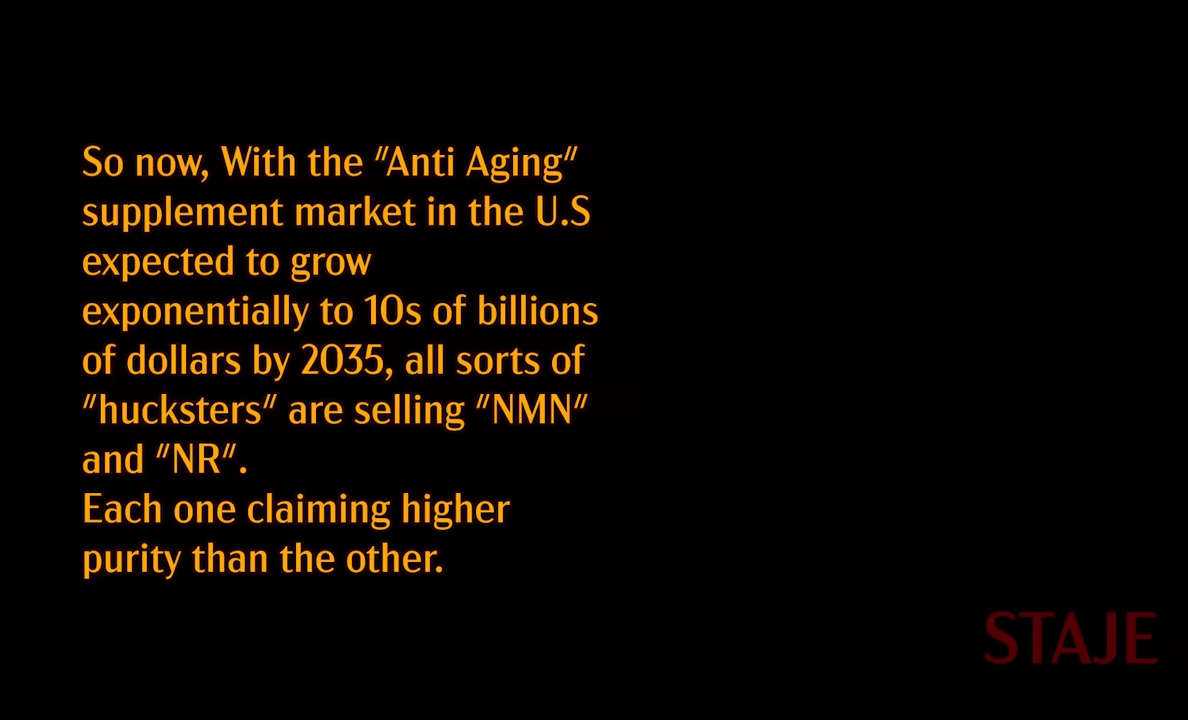 So now, With the "Anti Aging"
supplement market in the U.S
expected to grow
exponentially to 10s of billions
of dollars by 2035, all sorts of
"hucksters" are selling "NMN"
and "NR".
Each one claiming higher
purity than the other.
STAJE